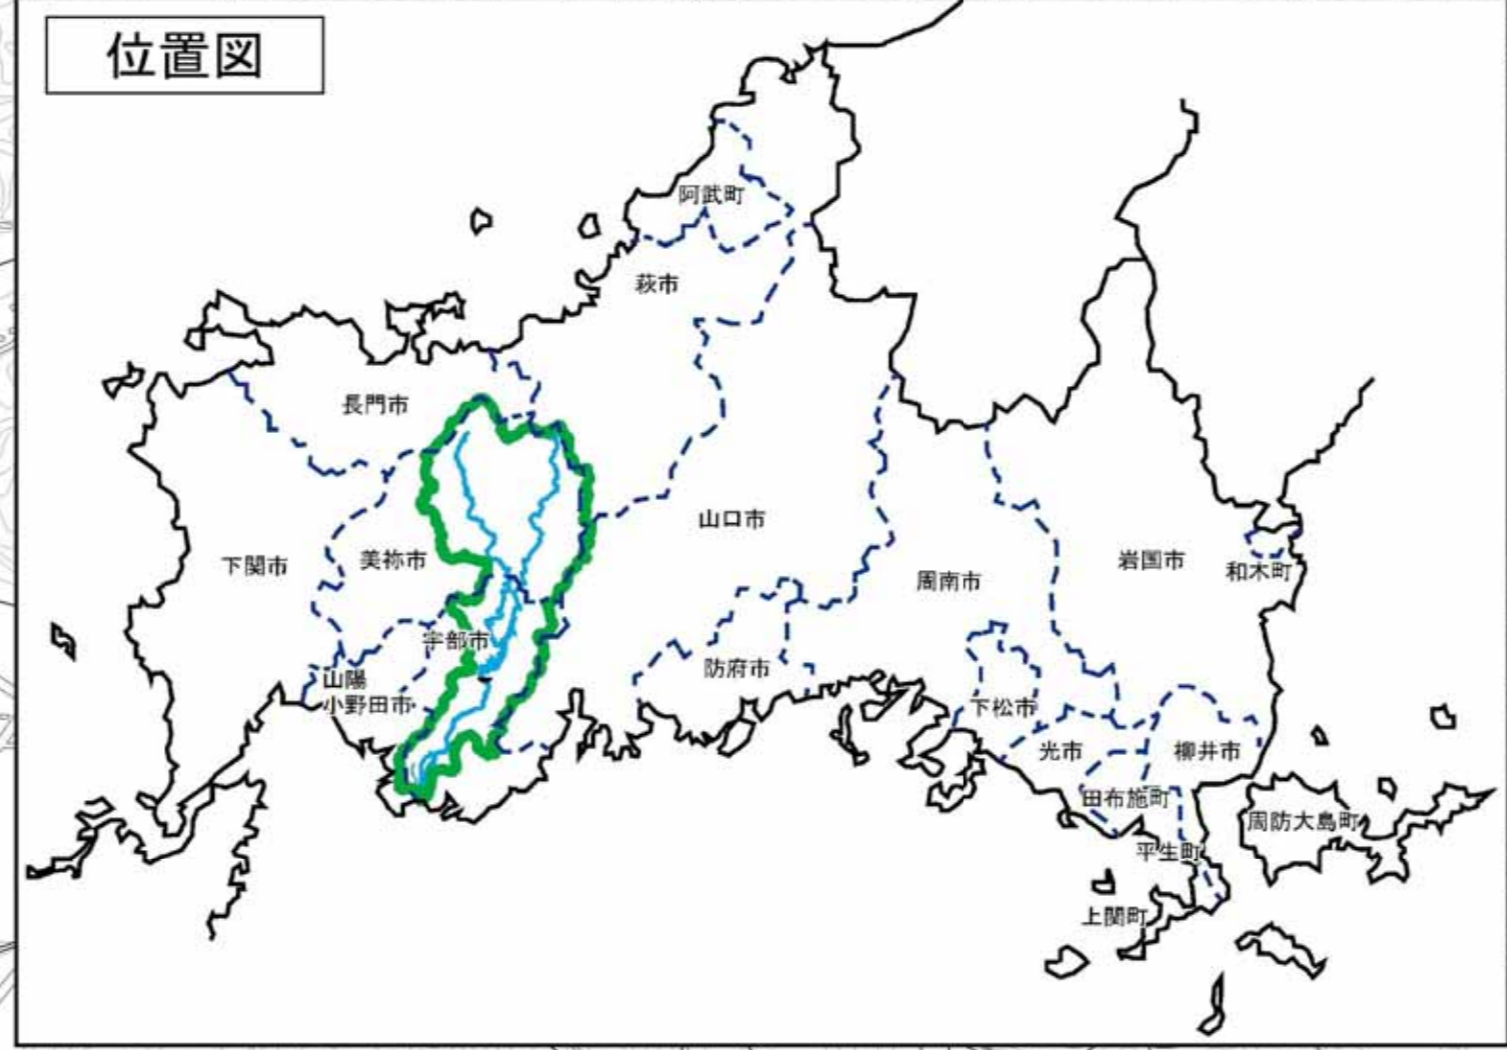 位置図
阿武町
萩市
長門市
山口市
下関市
美祢市
岩国市
和木町
周南市
宇部市
防府市
山陽
小野田市
下松市
光市
柳井市
田布施町
周防大島町
平生町
上関町